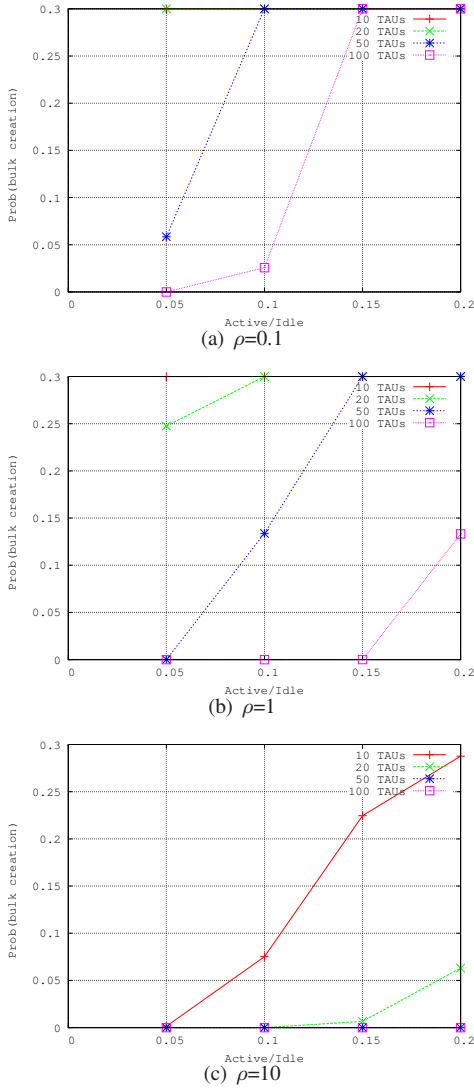 0.3
0.25
0.2
0.15
0.1
0.05
0
Prob(bulk creation)
10 TAUs
20 TAUs
50 TAUs
100 TAUs
0 0.05 0.1 0.15 0.2
Active/Idle
(a) ρ=0.1
0.3
0.25
0.2
0.15
0.1
0.05
0
Prob(bulk creation)
10 TAUs
20 TAUs
50 TAUs
100 TAUs
0 0.05 0.1 0.15 0.2
Active/Idle
(b) ρ=1
0.3
0.25
0.2
0.15
0.1
0.05
0
Prob(bulk creation)
10 TAUs
20 TAUs
50 TAUs
100 TAUs
0 0.05 0.1 0.15 0.2
Active/Idle
(c) ρ=10